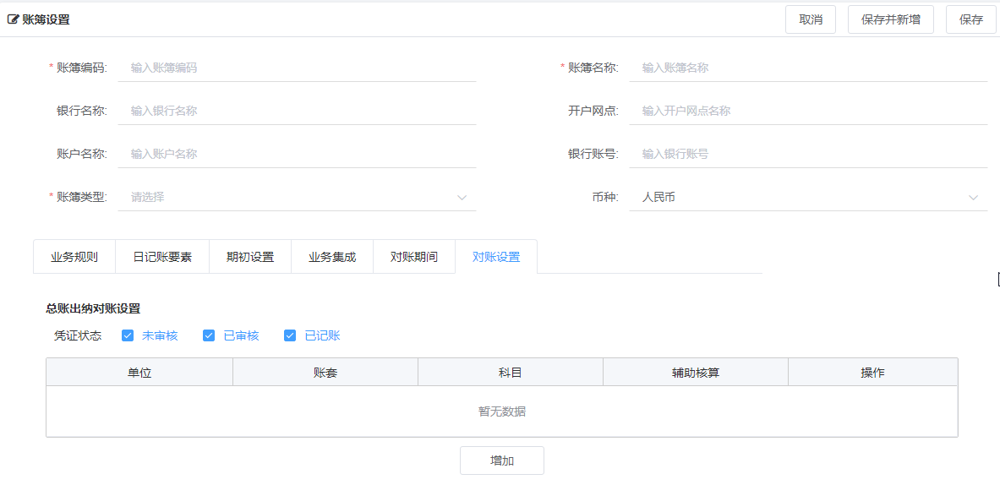 账簿设置 取消 保存并新增 保存
* 账簿编码: 输入账簿编码 * 账簿名称: 输入账簿名称
银行名称: 输入银行名称 开户网点: 输入开户网点名称
账户名称: 输入账户名称 银行账号: 输入银行账号
* 账簿类型: 请选择 币种: 人民币
业务规则 日记账要素 期初设置 业务集成 对账期间 对账设置
总账出纳对账设置
凭证状态 未审核 已审核 已记账
单位 账套 科目 辅助核算 操作
暂无数据
增加